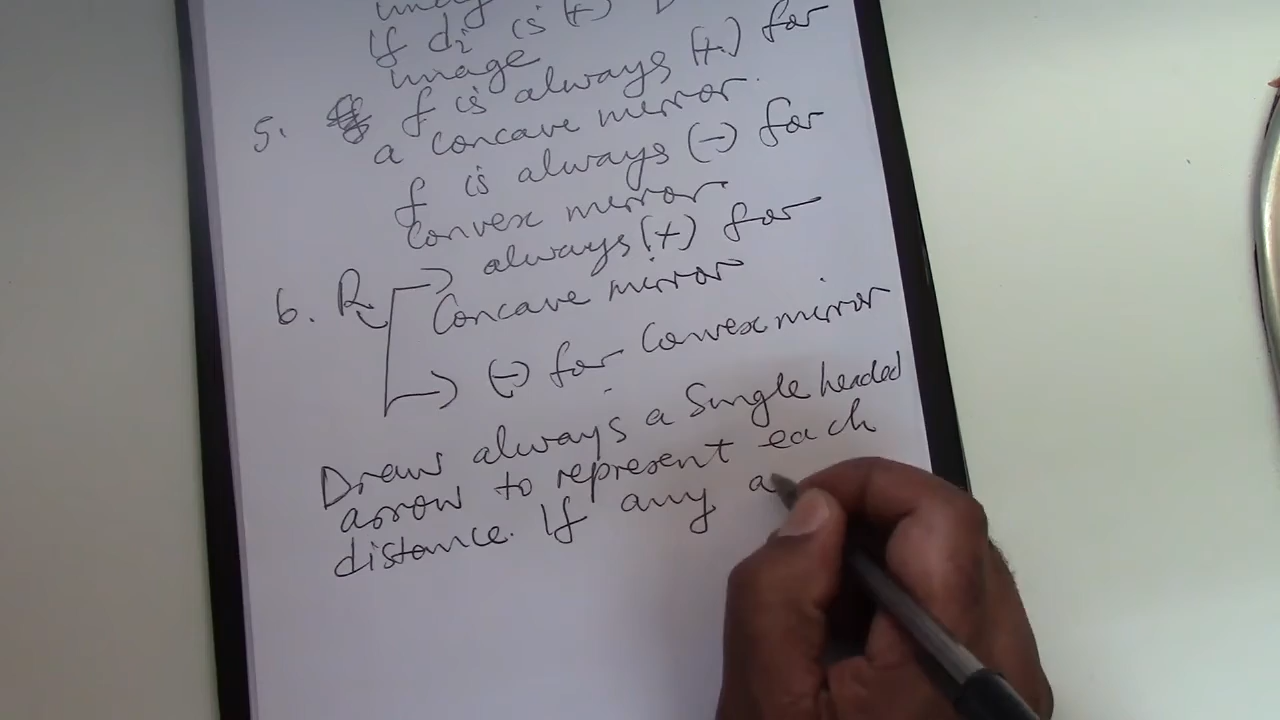 If di is (+)
image
5. f is always (+) for
a concave mirror.
f is always (-) for
Convex mirror
6. R → always (+) for
Concave mirror
→ (-) for Convex mirror
Draw always a Single headed
arrow to represent each
distance. If any a